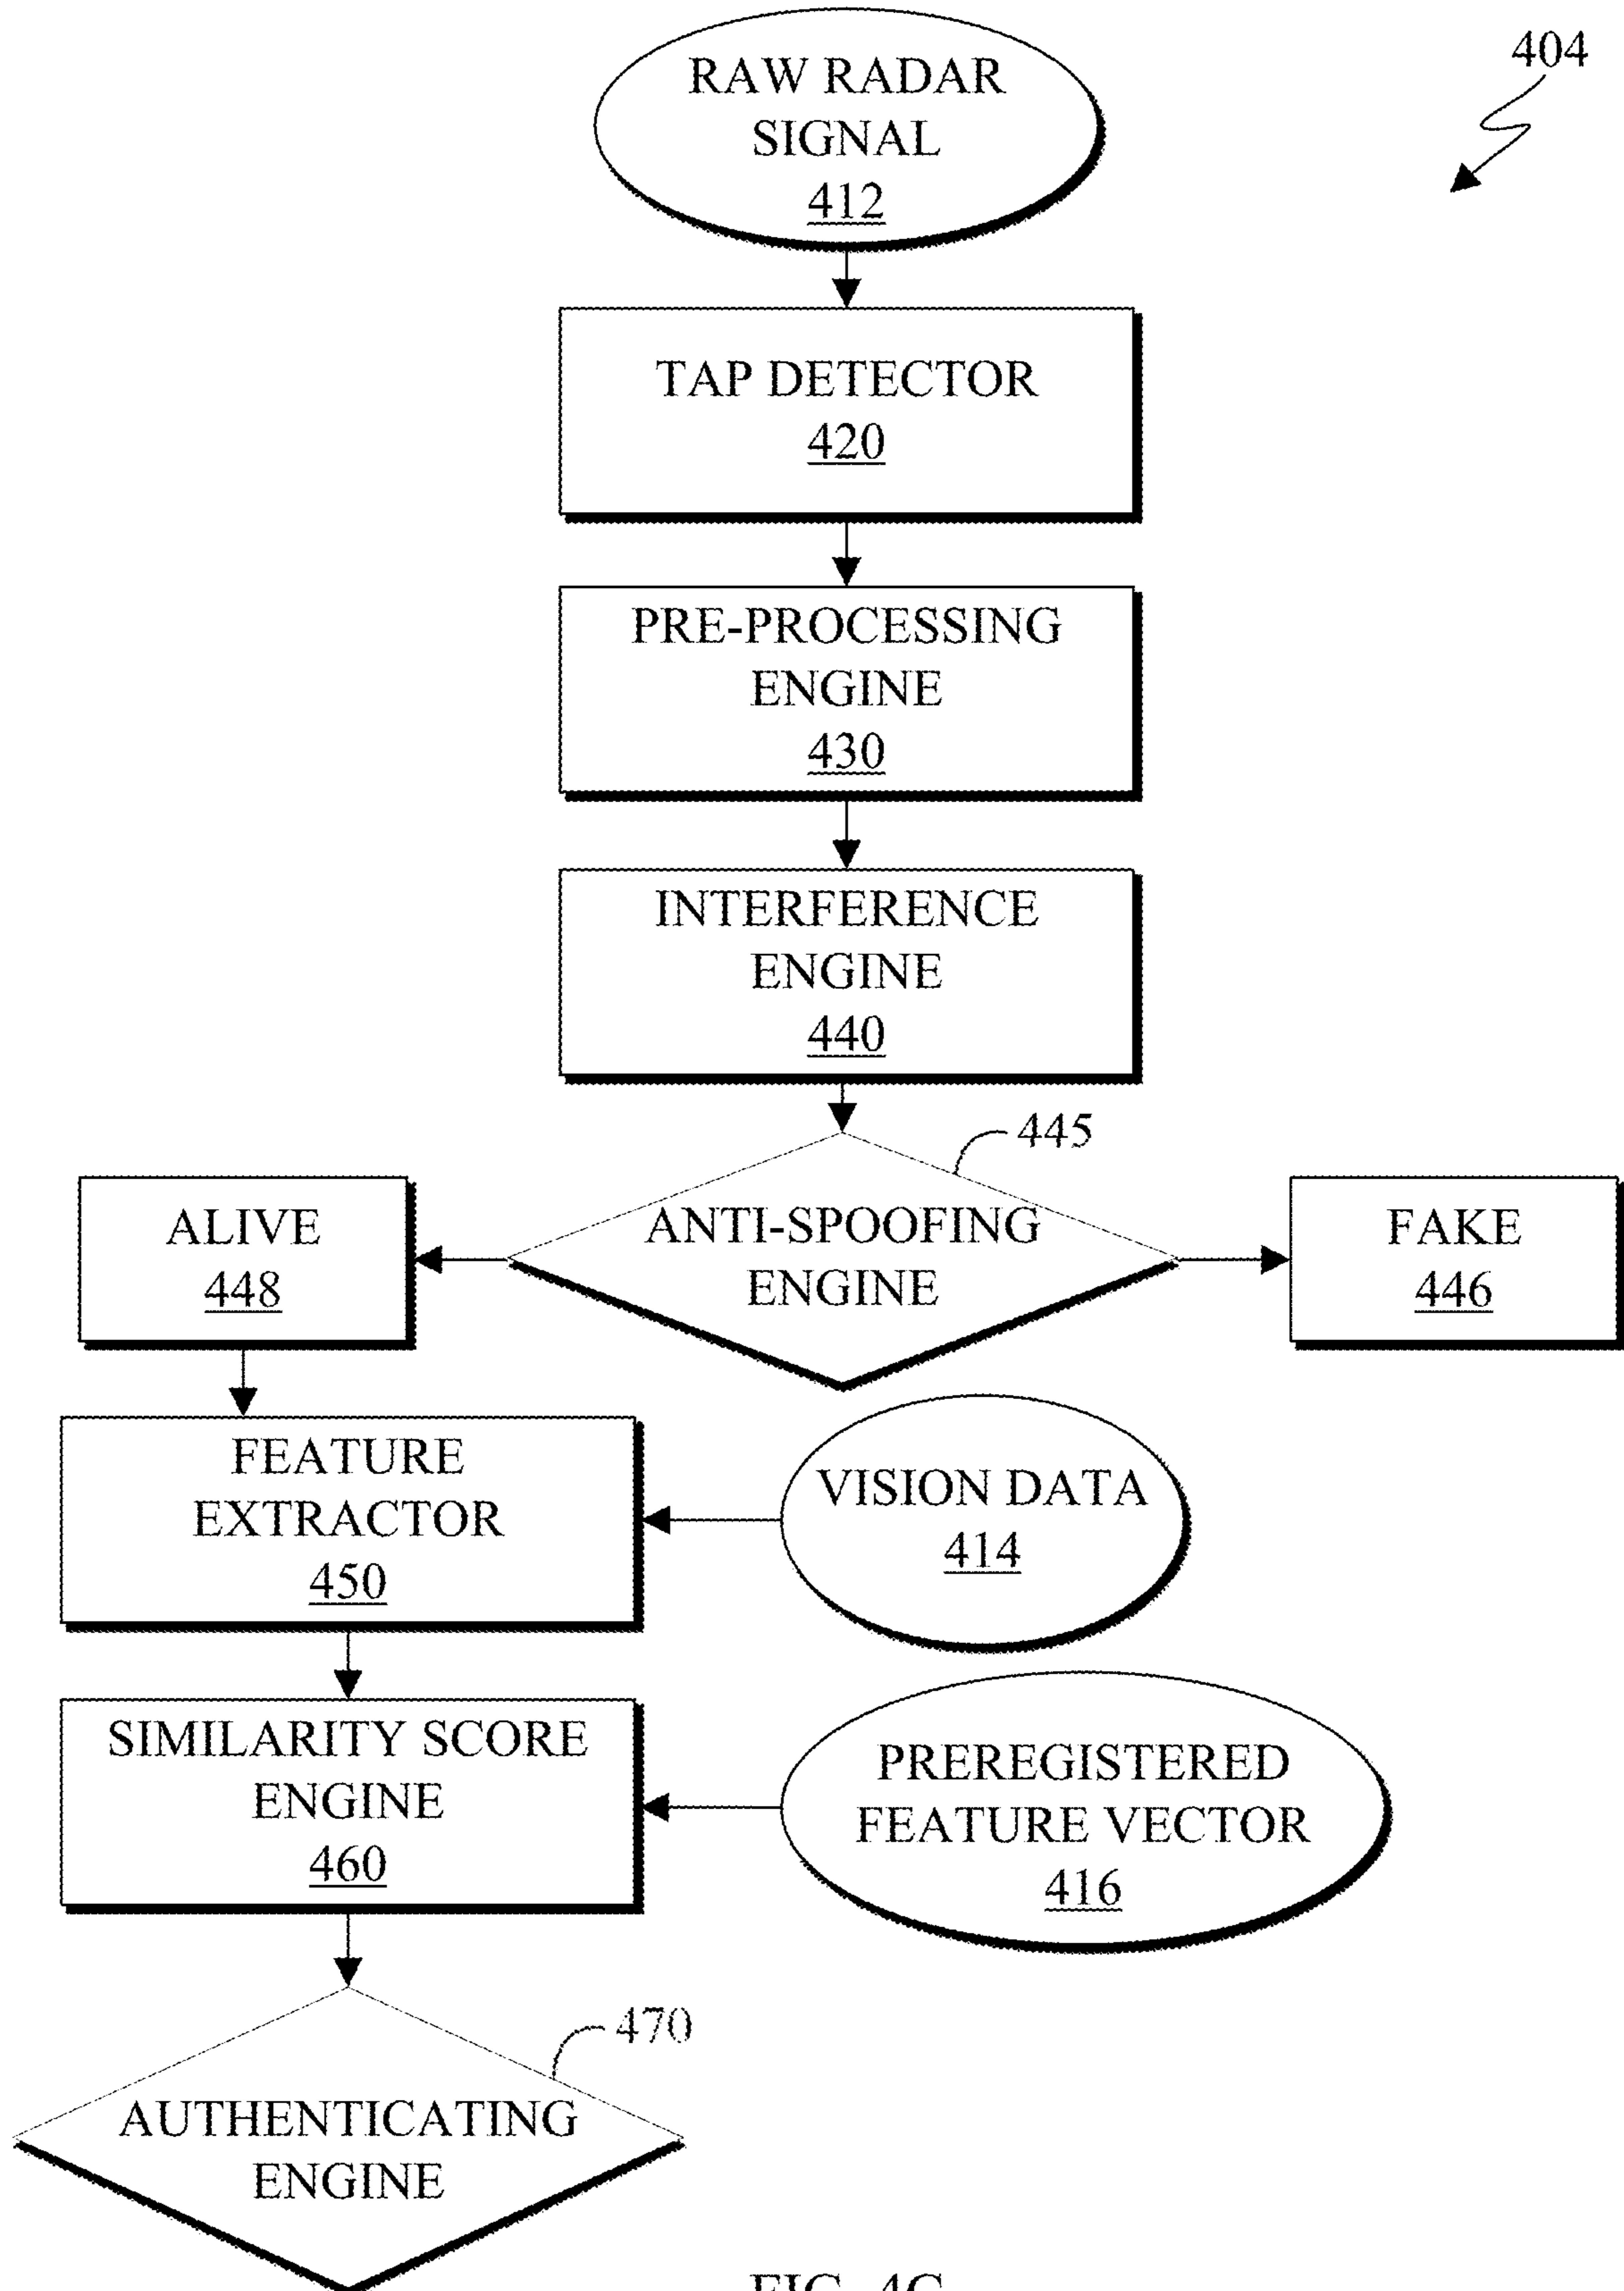 404
RAW RADAR
SIGNAL
412
TAP DETECTOR
420
PRE-PROCESSING
ENGINE
430
INTERFERENCE
ENGINE
440
445
ALIVE
448
ANTI-SPOOFING
ENGINE
FAKE
446
FEATURE
EXTRACTOR
450
VISION DATA
414
SIMILARITY SCORE
ENGINE
460
PREREGISTERED
FEATURE VECTOR
416
470
AUTHENTICATING
ENGINE
FIG. 4C